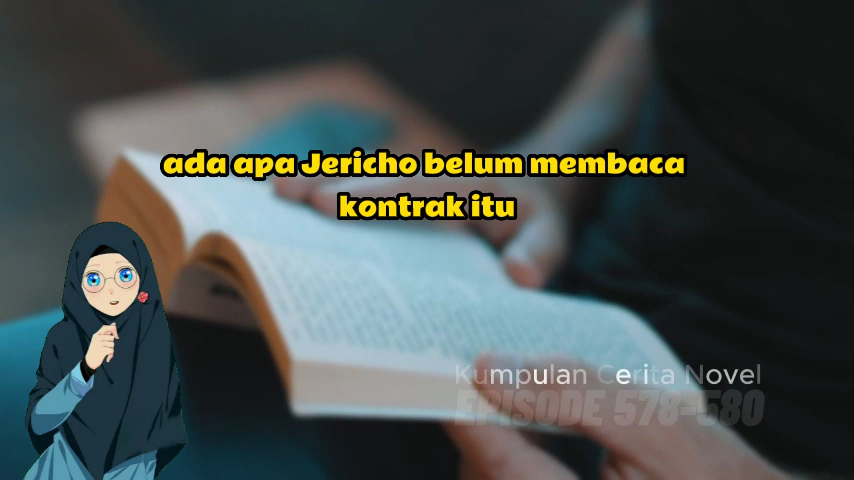 ada apa Jericho belum membaca
kontrak itu
Kumpulan Cerita Novel
EPISODE 578-580